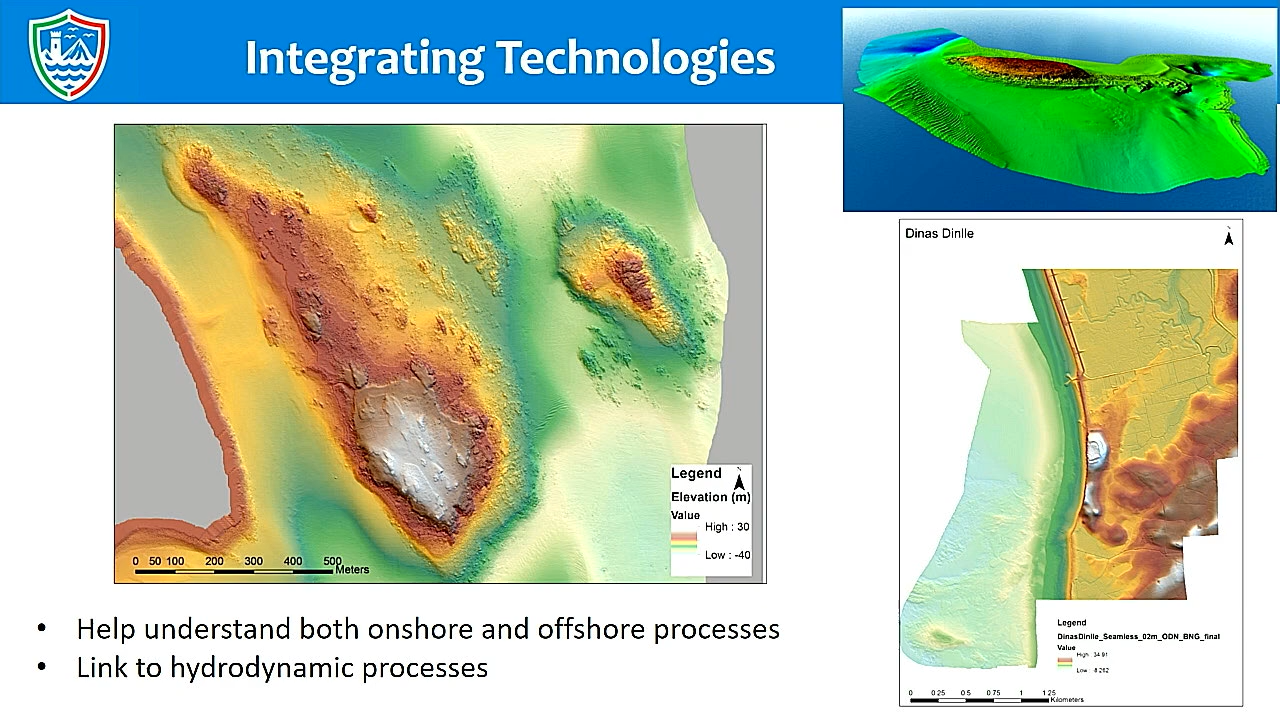 Integrating Technologies
Legend
N
Elevation (m)
Value
High : 30
Low : -40
0 50 100 200 300 400 500
Meters
Dinas Dinlle
N
Legend
DinasDinlle_Seamless_02m_ODN_BNG_final
Value
High : 34.91
Low : -8.262
0 0.25 0.5 0.75 1 1.25
Kilometers
• Help understand both onshore and offshore processes
• Link to hydrodynamic processes